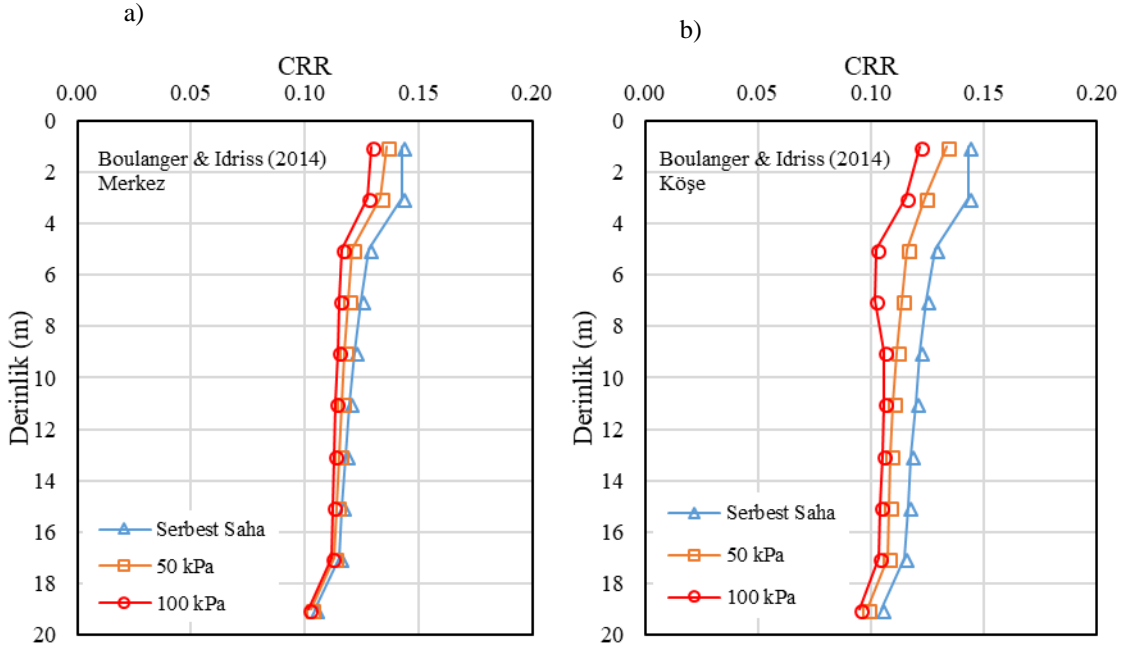 a)
CRR
0.00 0.05 0.10 0.15 0.20
0
2
4
6
8
10
12
14
16
18
20
Derinlik (m)
Boulanger & Idriss (2014)
Merkez
Serbest Saha
50 kPa
100 kPa
b)
CRR
0.00 0.05 0.10 0.15 0.20
0
2
4
6
8
10
12
14
16
18
20
Derinlik (m)
Boulanger & Idriss (2014)
Köşe
Serbest Saha
50 kPa
100 kPa